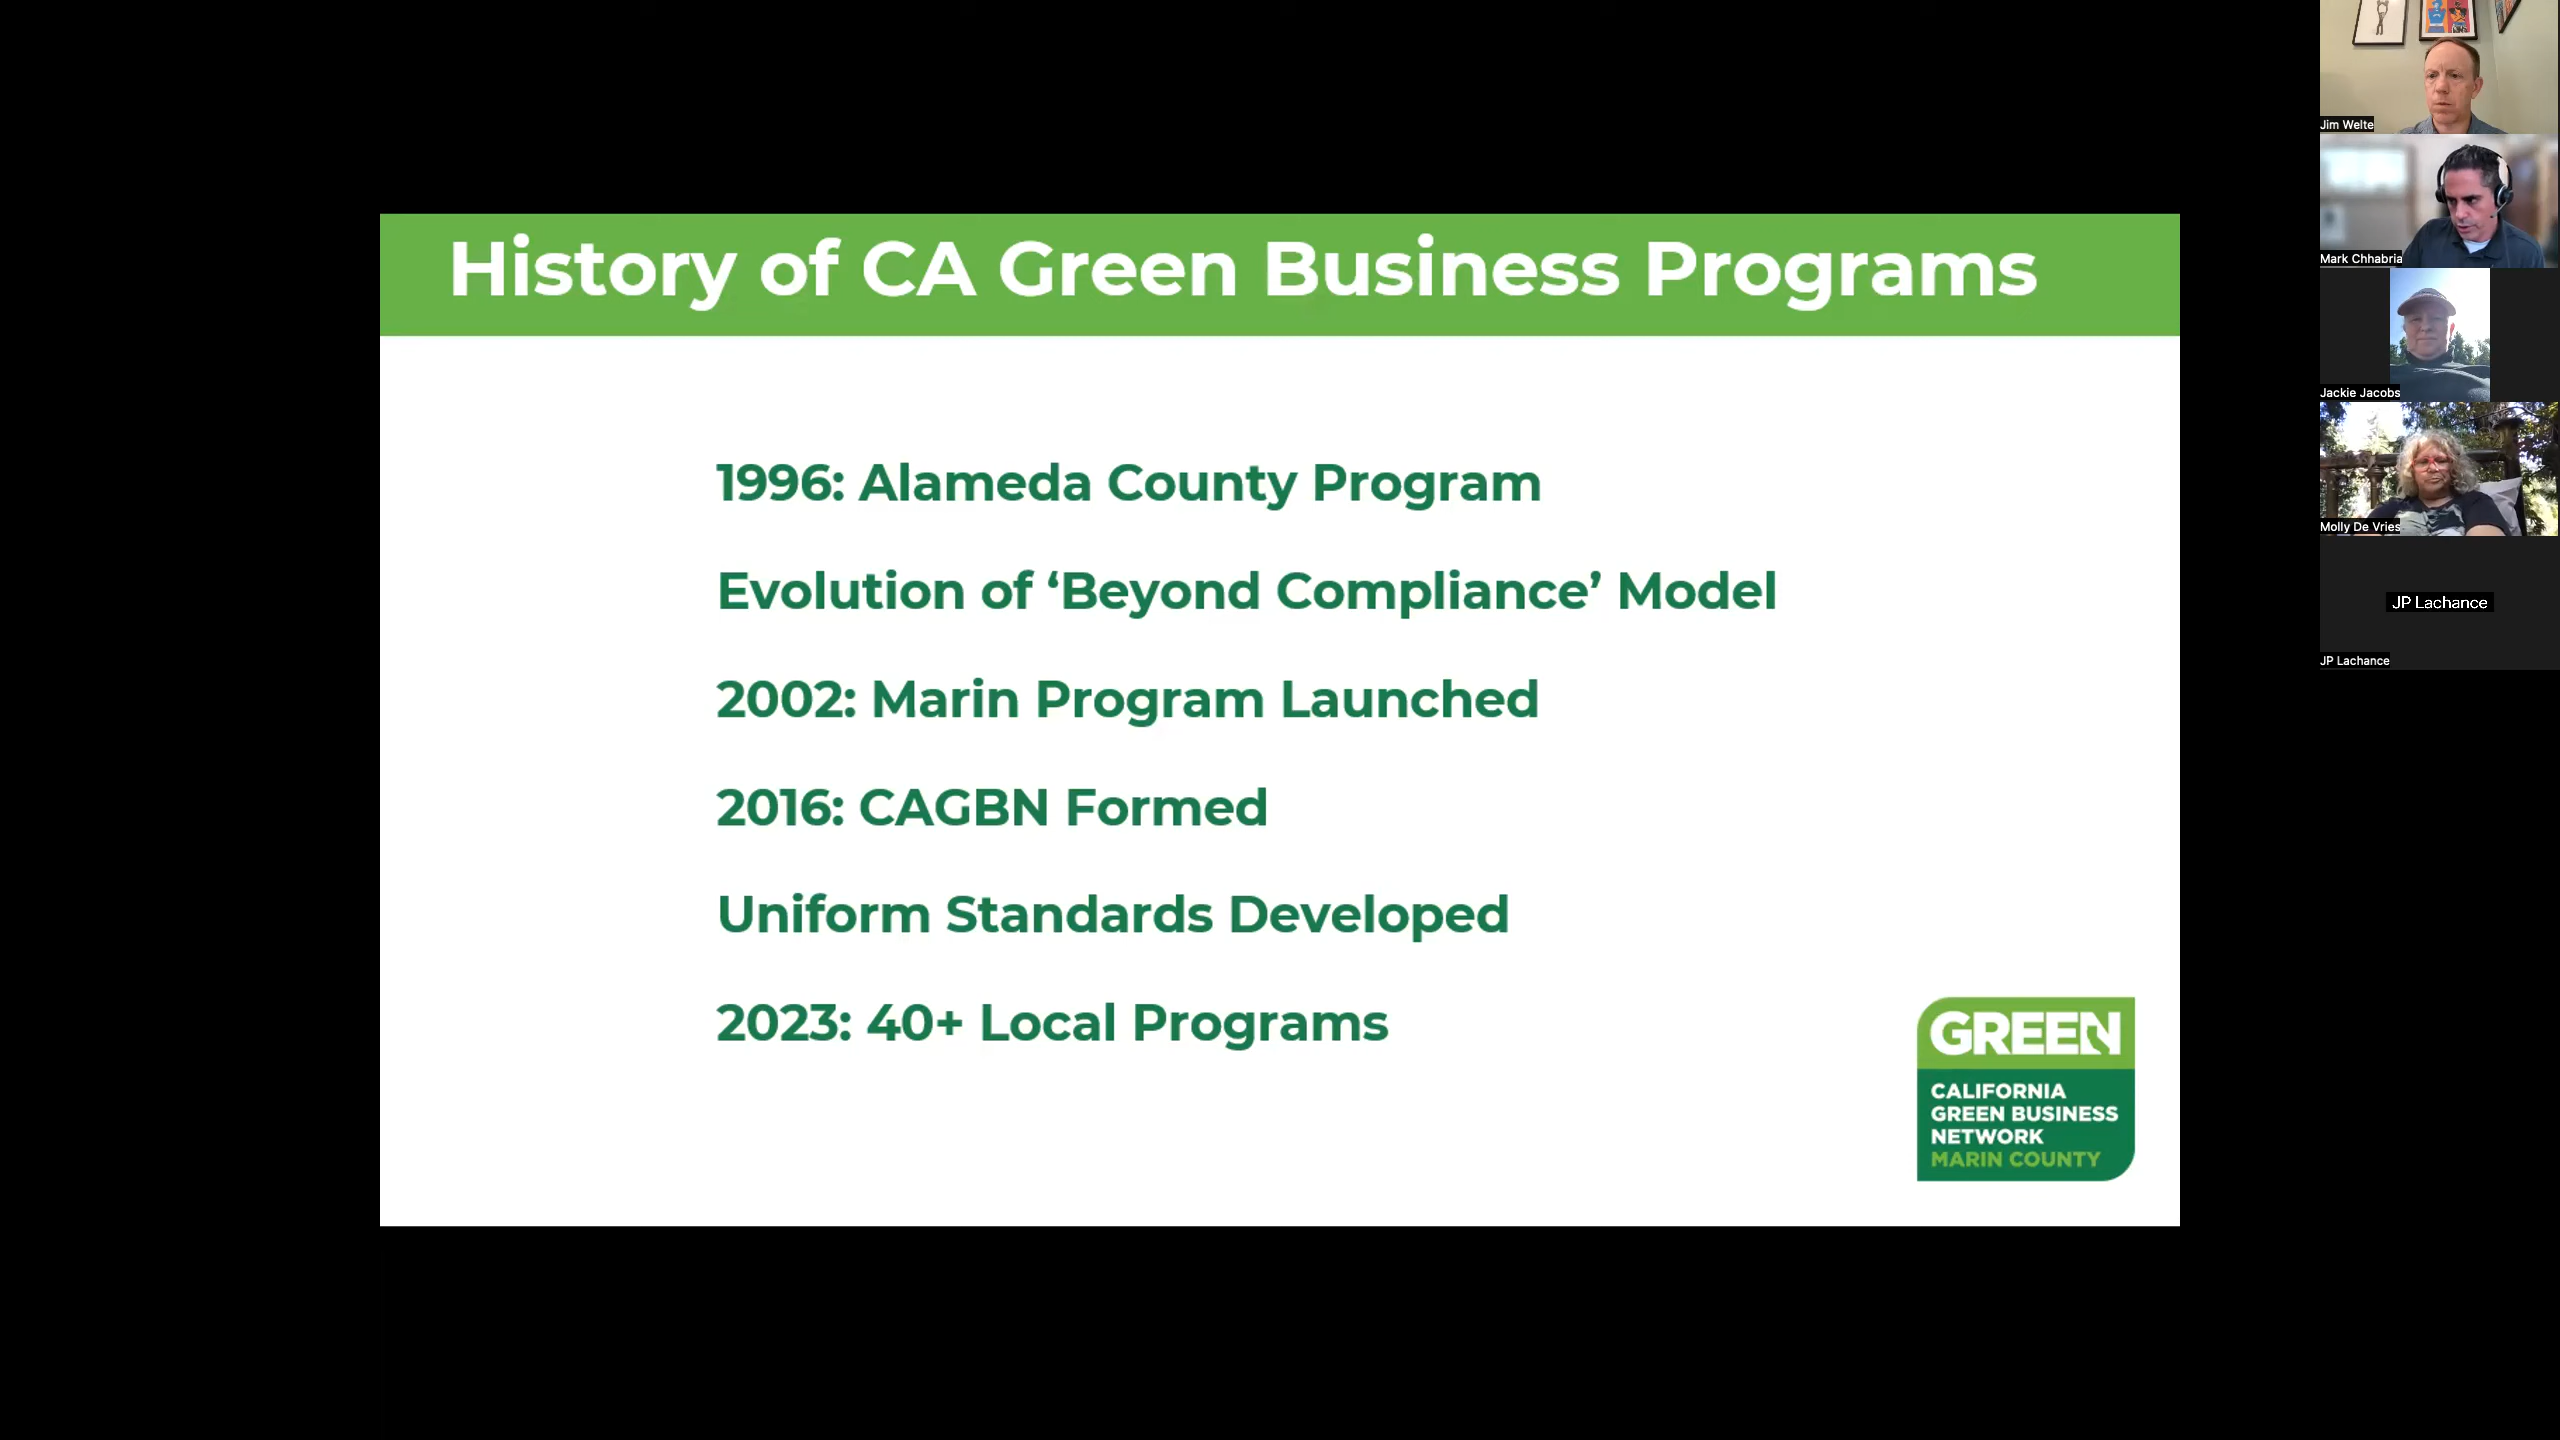 History of CA Green Business Programs
1996: Alameda County Program
Evolution of ‘Beyond Compliance’ Model
2002: Marin Program Launched
2016: CAGBN Formed
Uniform Standards Developed
2023: 40+ Local Programs
GREEN
CALIFORNIA
GREEN BUSINESS
NETWORK
MARIN COUNTY
Jim Welte
Mark Chhabria
Jackie Jacobs
Molly De Vries
JP Lachance
JP Lachance